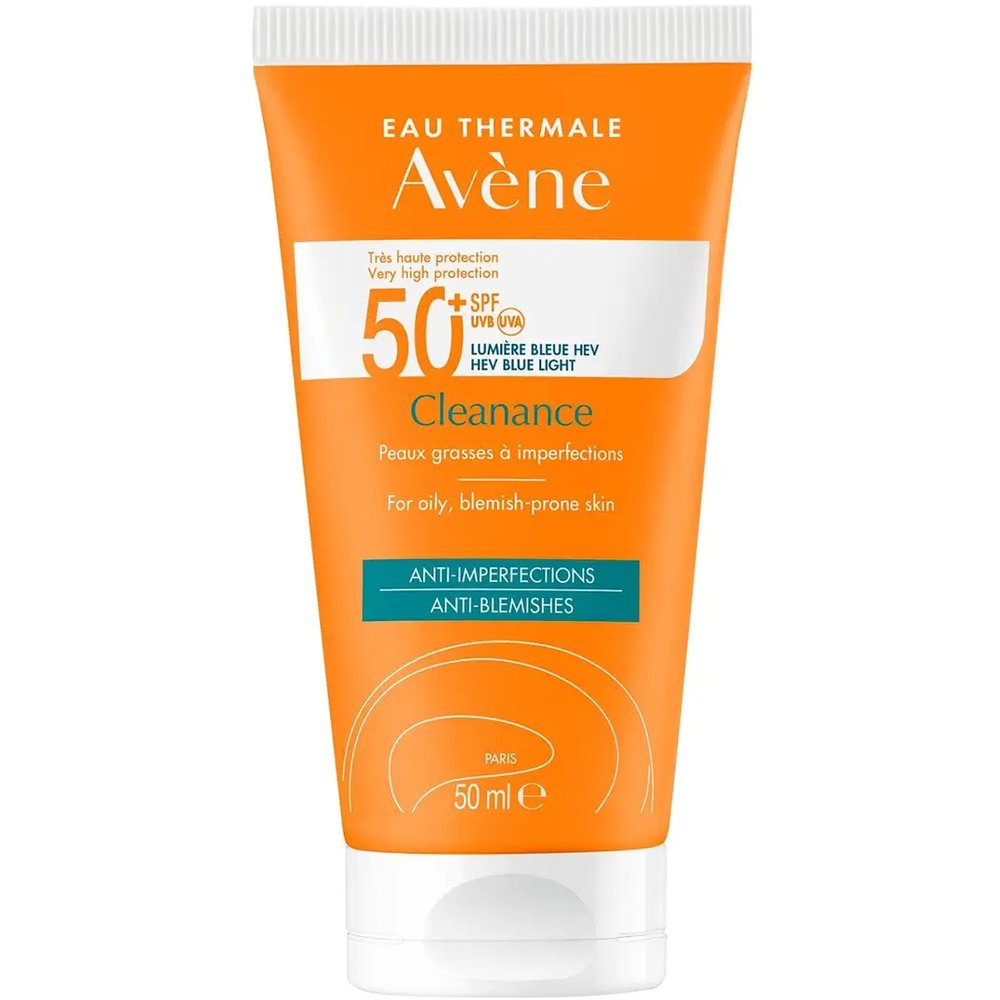 EAU THERMALE
Avène
Très haute protection
Very high protection
50+ SPF
UVB UVA
LUMIÈRE BLEUE HEV
HEV BLUE LIGHT
Cleanance
Peaux grasses à imperfections
For oily, blemish-prone skin
ANTI-IMPERFECTIONS
ANTI-BLEMISHES
PARIS
50 ml e